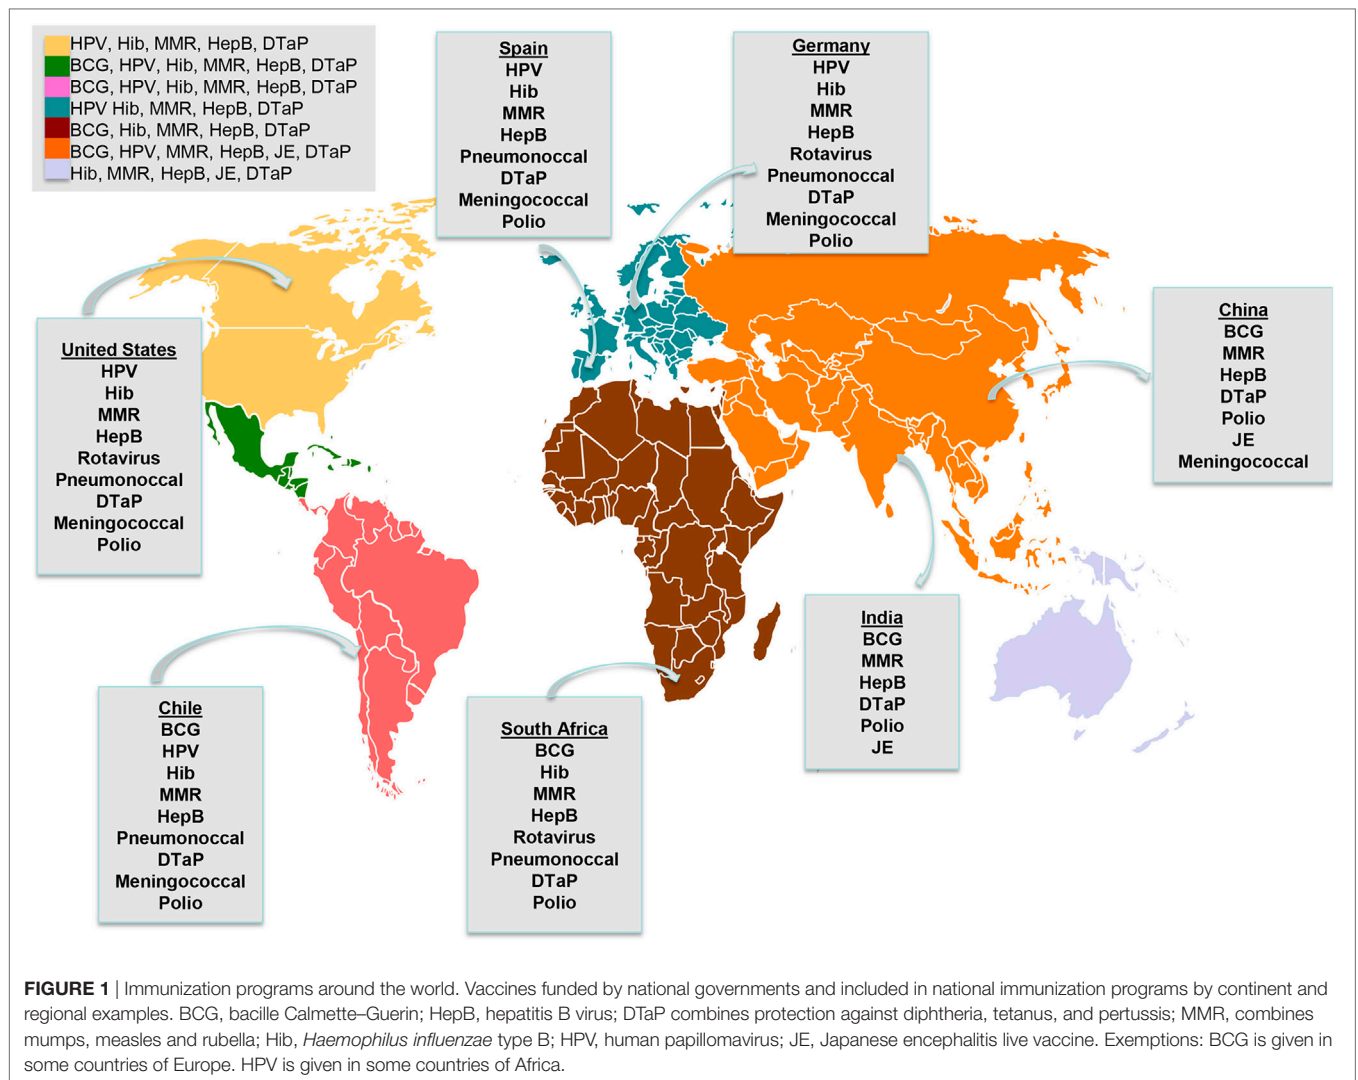 HPV, Hib, MMR, HepB, DTaP
BCG, HPV, Hib, MMR, HepB, DTaP
BCG, HPV, Hib, MMR, HepB, DTaP
HPV Hib, MMR, HepB, DTaP
BCG, Hib, MMR, HepB, DTaP
BCG, HPV, MMR, HepB, JE, DTaP
Hib, MMR, HepB, JE, DTaP
Spain
HPV
Hib
MMR
HepB
Pneumonoccal
DTaP
Meningococcal
Polio
Germany
HPV
Hib
MMR
HepB
Rotavirus
Pneumonoccal
DTaP
Meningococcal
Polio
United States
HPV
Hib
MMR
HepB
Rotavirus
Pneumonoccal
DTaP
Meningococcal
Polio
China
BCG
MMR
HepB
DTaP
Polio
JE
Meningococcal
India
BCG
MMR
HepB
DTaP
Polio
JE
Chile
BCG
HPV
Hib
MMR
HepB
Pneumonoccal
DTaP
Meningococcal
Polio
South Africa
BCG
Hib
MMR
HepB
Rotavirus
Pneumonoccal
DTaP
Polio
FIGURE 1 | Immunization programs around the world. Vaccines funded by national governments and included in national immunization programs by continent and
regional examples. BCG, bacille Calmette–Guerin; HepB, hepatitis B virus; DTaP combines protection against diphtheria, tetanus, and pertussis; MMR, combines
mumps, measles and rubella; Hib, Haemophilus influenzae type B; HPV, human papillomavirus; JE, Japanese encephalitis live vaccine. Exemptions: BCG is given in
some countries of Europe. HPV is given in some countries of Africa.